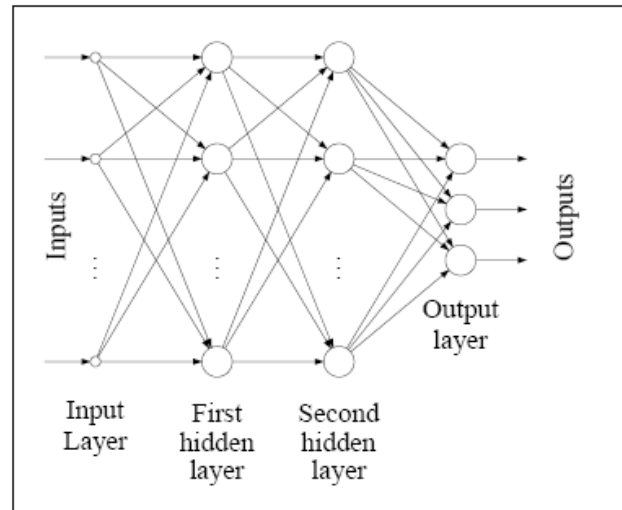 Inputs
Outputs
Output
layer
Input
Layer
First
hidden
layer
Second
hidden
layer